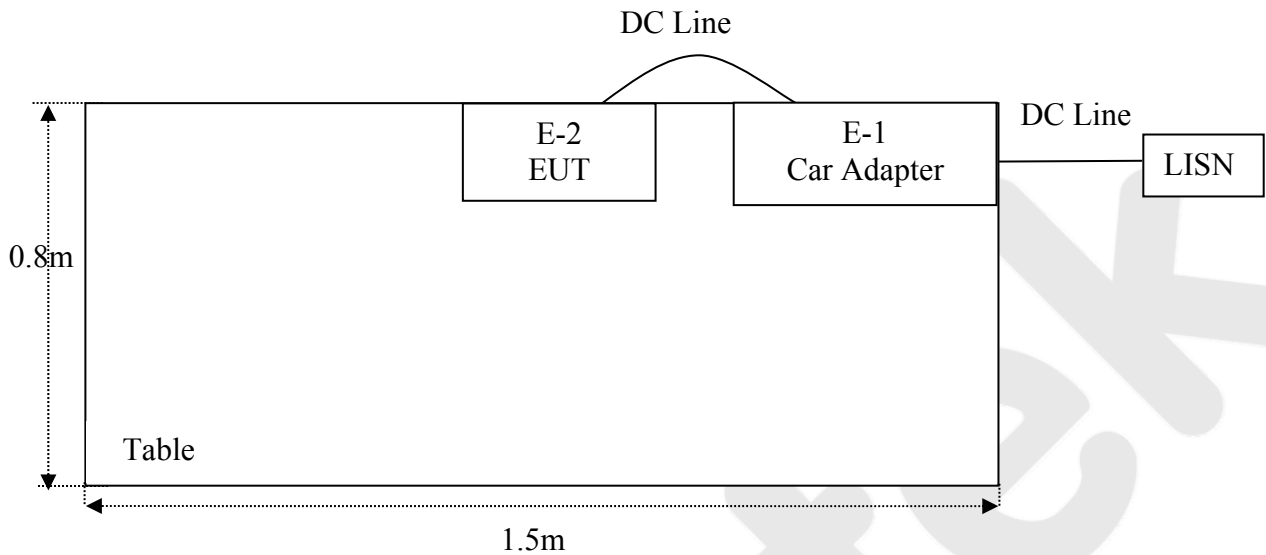 DC Line
E-2
EUT
E-1
Car Adapter
DC Line
LISN
0.8m
Table
1.5m